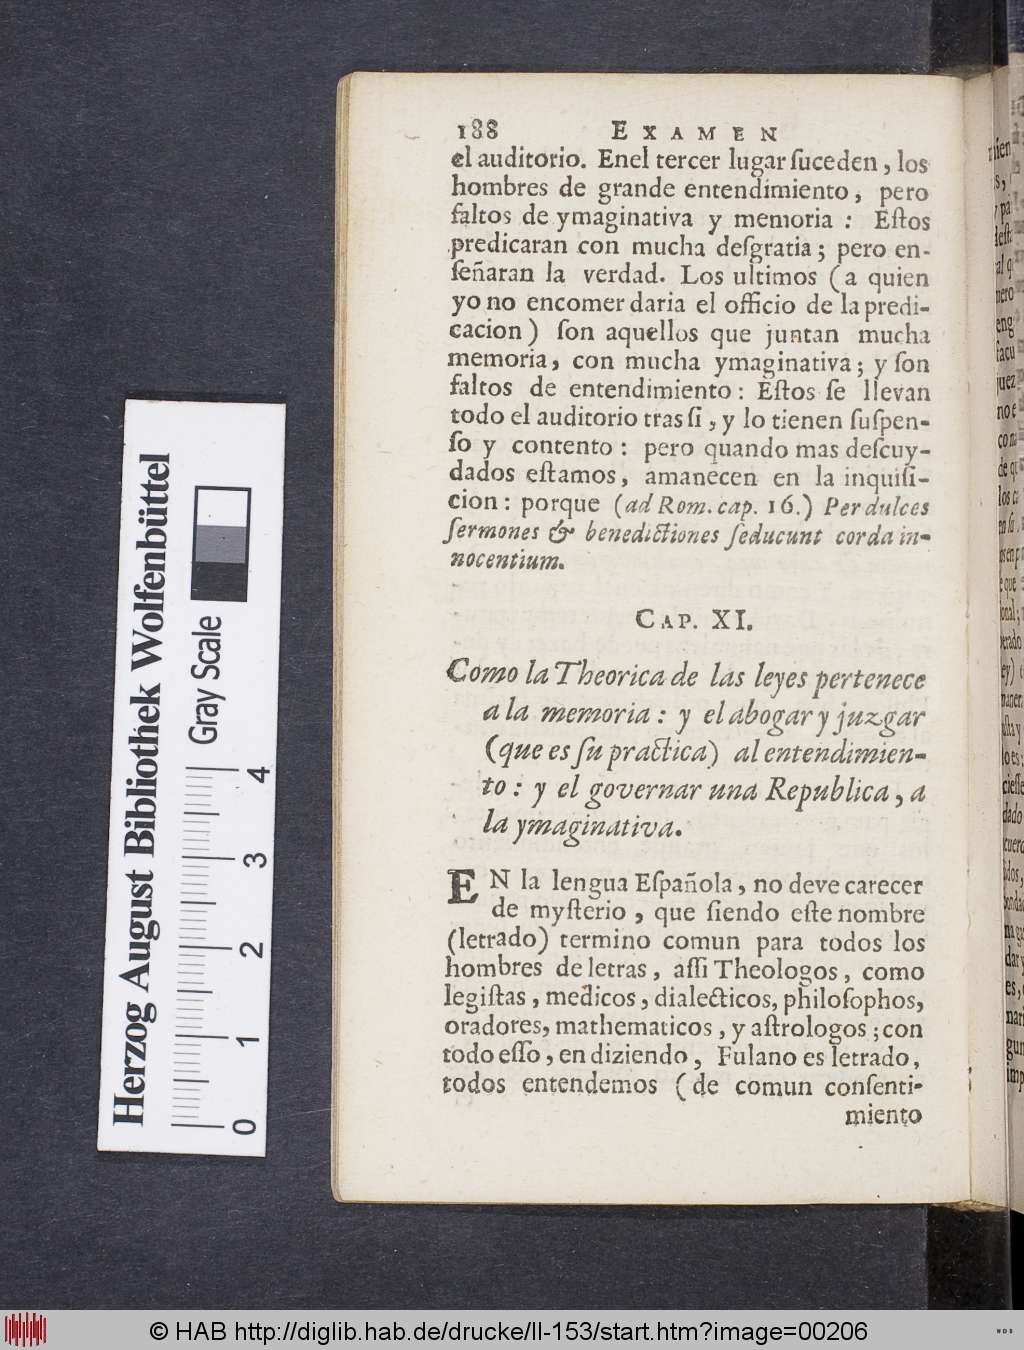 188 EXAMEN
el auditorio. Enel tercer lugar ſuceden, los
hombres de grande entendimiento, pero
faltos de ymaginativa y memoria : Eſtos
predicaran con mucha deſgratia; pero en-
ſeñaran la verdad. Los ultimos (a quien
yo no encomer daria el officio de la predi-
cacion) ſon aquellos que juntan mucha
memoria, con mucha ymaginativa; y ſon
faltos de entendimiento : Eſtos ſe llevan
todo el auditorio tras ſi, y lo tienen ſuſpen-
ſo y contento : pero quando mas deſcuy-
dados eſtamos, amanecen en la inquiſi-
cion : porque (ad Rom. cap. 16.) Per dulces
ſermones & benedictiones ſeducunt corda in-
nocentium.
CAP. XI.
Como la Theorica de las leyes pertenece
a la memoria : y el abogar y juzgar
(que es ſu practica) al entendimien-
to : y el governar una Republica, a
la ymaginativa.
EN la lengua Eſpañola, no deve carecer
de myſterio, que ſiendo eſte nombre
(letrado) termino comun para todos los
hombres de letras, aſſi Theologos, como
legiſtas, medicos, dialecticos, philoſophos,
oradores, mathematicos, y aſtrologos; con
todo eſſo, en diziendo, Fulano es letrado,
todos entendemos (de comun conſenti-
miento
Herzog August Bibliothek Wolfenbüttel
Gray Scale
0 1 2 3 4
© HAB http://diglib.hab.de/drucke/ll-153/start.htm?image=00206